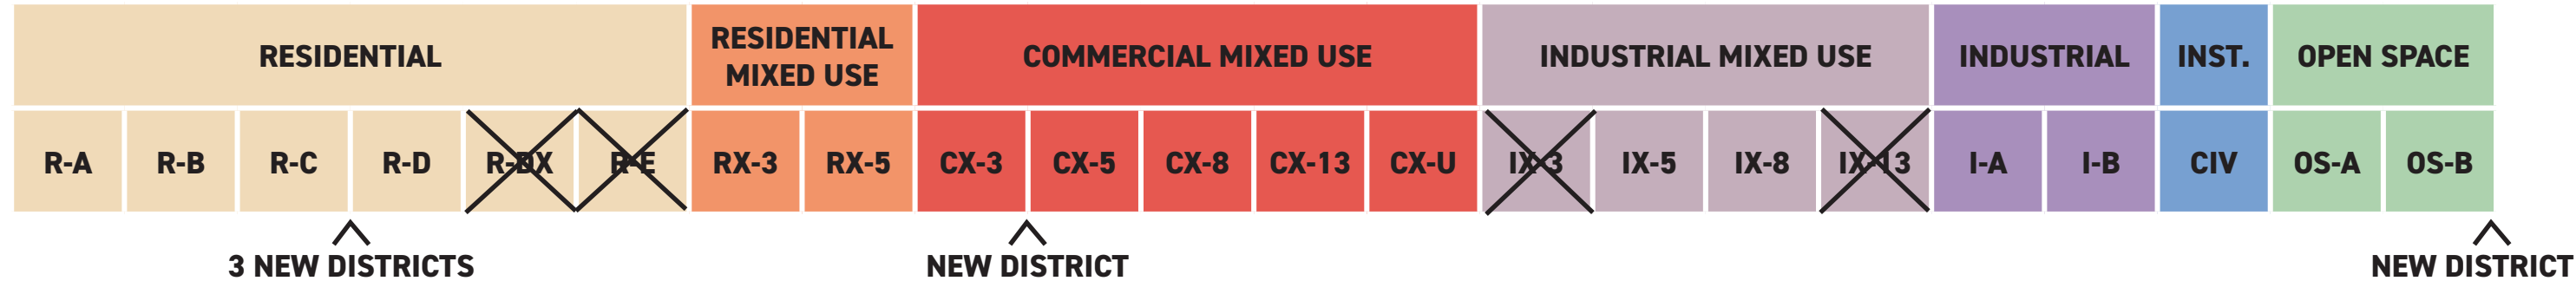 RESIDENTIAL
RESIDENTIAL
MIXED USE
COMMERCIAL MIXED USE
INDUSTRIAL MIXED USE
INDUSTRIAL
INST.
OPEN SPACE
R-A
R-B
R-C
R-D
R-DX
R-E
RX-3
RX-5
CX-3
CX-5
CX-8
CX-13
CX-U
IX-3
IX-5
IX-8
IX-13
I-A
I-B
CIV
OS-A
OS-B
3 NEW DISTRICTS
NEW DISTRICT
NEW DISTRICT